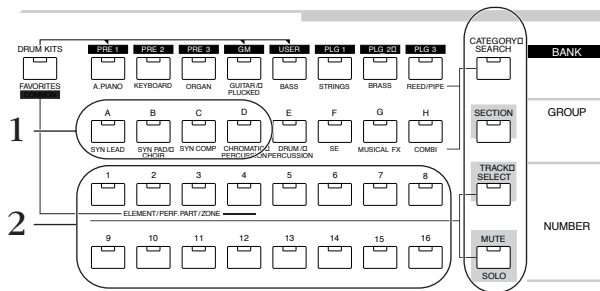 CATEGORY
SEARCH
DRUM KITS PRE 1 PRE 2 PRE 3 GM USER PLG 1 PLG 2 PLG 3
BANK
FAVORITES A.PIANO KEYBOARD ORGAN GUITAR/ PLUCKED BASS STRINGS BRASS REED/PIPE
COMMON
A B C D E F G H
SECTION
GROUP
1
SYN LEAD SYN PAD/ CHOIR SYN COMP CHROMATIC PERCUSSION DRUM / PERCUSSION SE MUSICAL FX COMBI
TRACK
SELECT
1 2 3 4 5 6 7 8
ELEMENT/PERF. PART/ZONE
2
NUMBER
MUTE
9 10 11 12 13 14 15 16
SOLO